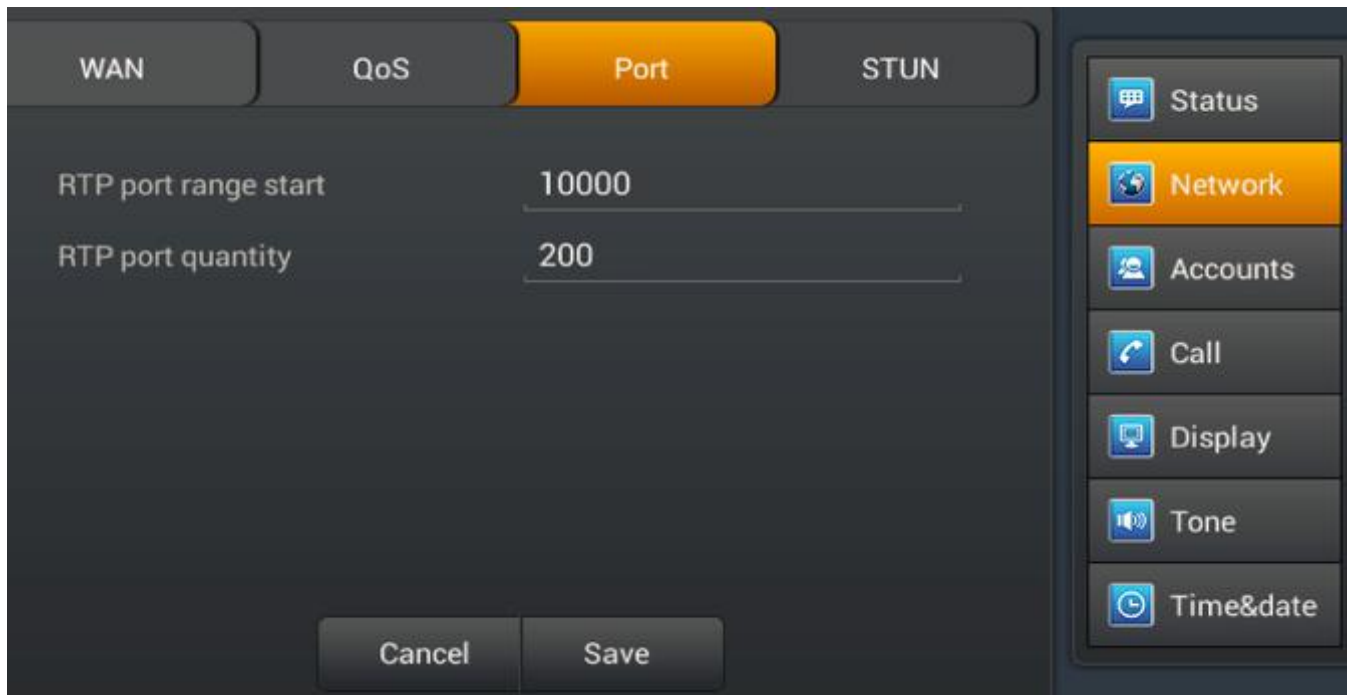 WAN QoS Port STUN
RTP port range start 10000
RTP port quantity 200
Cancel Save
Status
Network
Accounts
Call
Display
Tone
Time&date